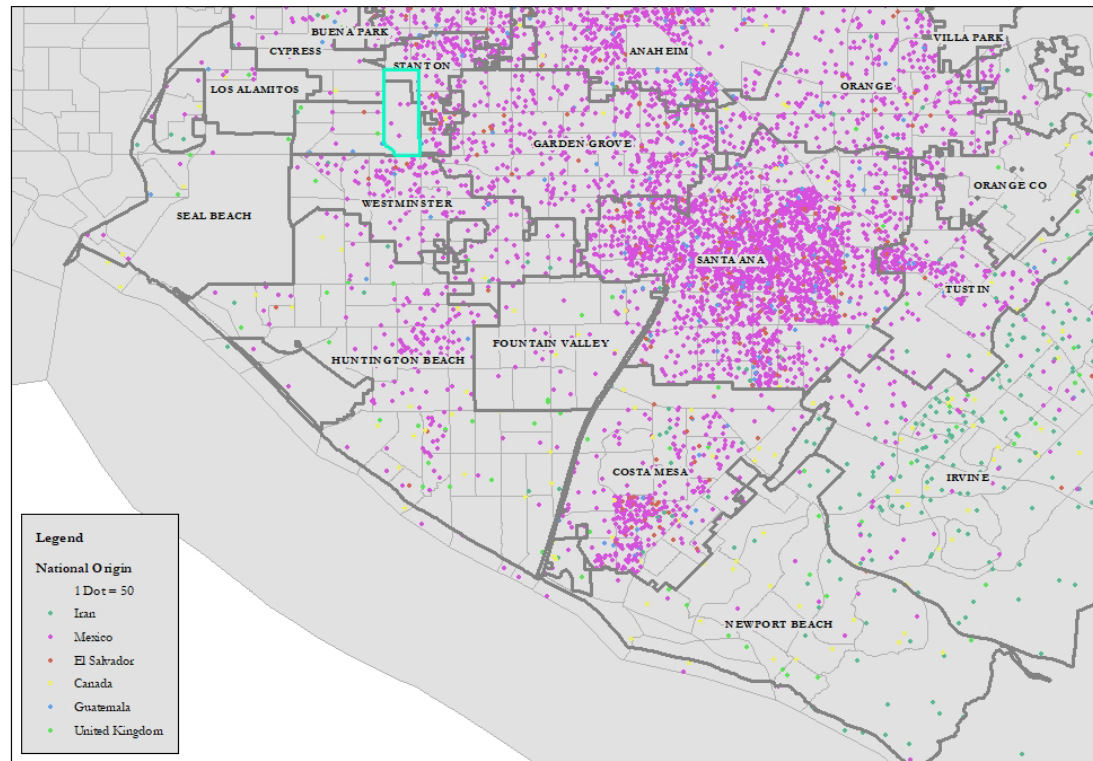 BUENA PARK
CYPRESS
ANAHEIM
VILLA PARK
STANTON
LOS ALAMITOS
ORANGE
GARDEN GROVE
ORANGE CO
WESTMINSTER
SEAL BEACH
SANTA ANA
TUSTIN
FOUNTAIN VALLEY
HUNTINGTON BEACH
COSTA MESA
IRVINE
NEWPORT BEACH
Legend
National Origin
1 Dot = 50
Iran
Mexico
El Salvador
Canada
Guatemala
United Kingdom